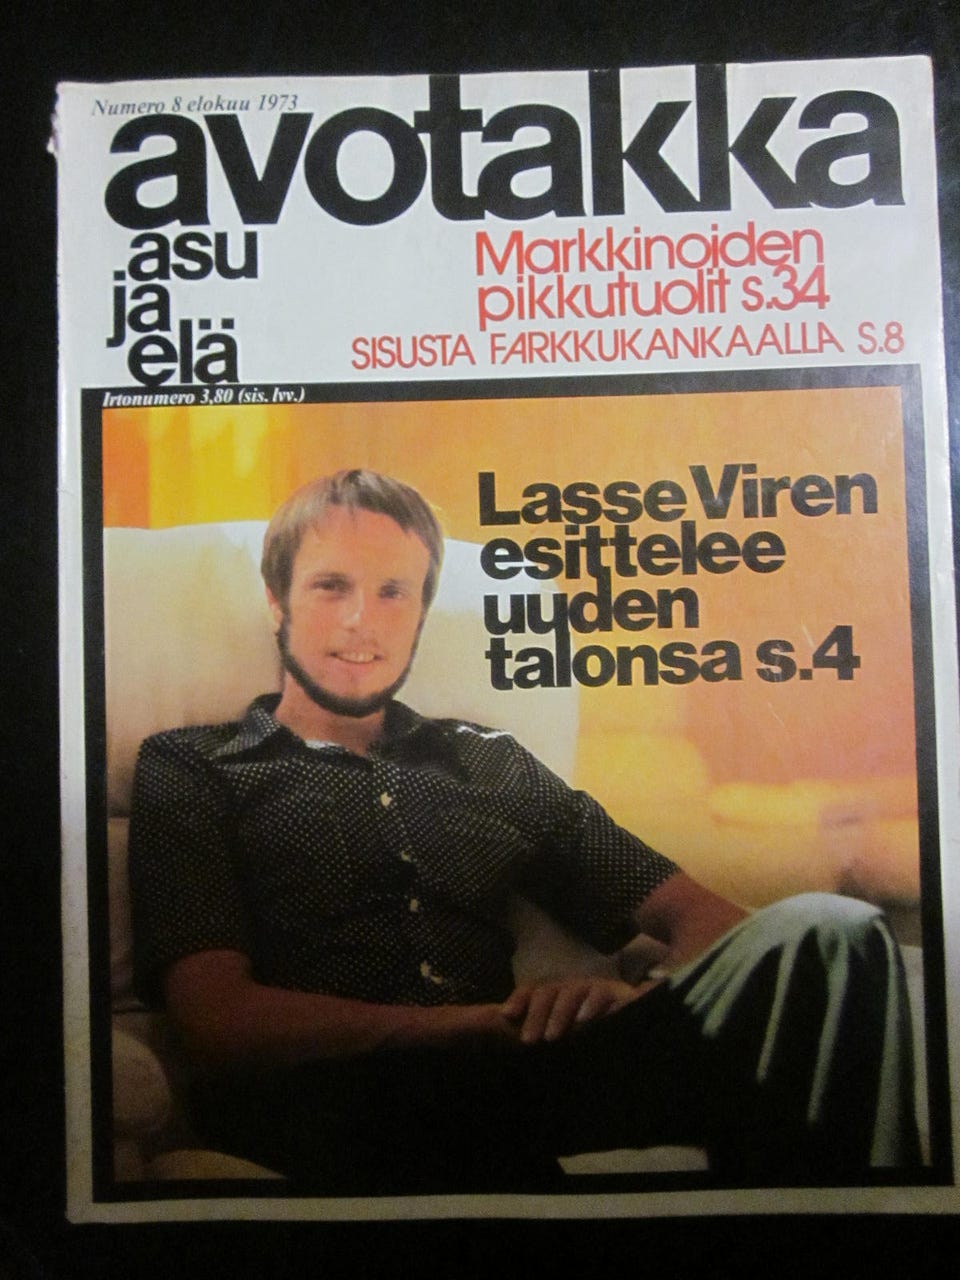 Numero 8 elokuu 1973
avotakka
asu
ja
elä
Markkinoiden
pikkutuolit s.34
SISUSTA FARKKUKANKAALLA S.8
Irtonumero 3,80 (sis. lvv.)
Lasse Viren
esittelee
uuden
talonsa s.4